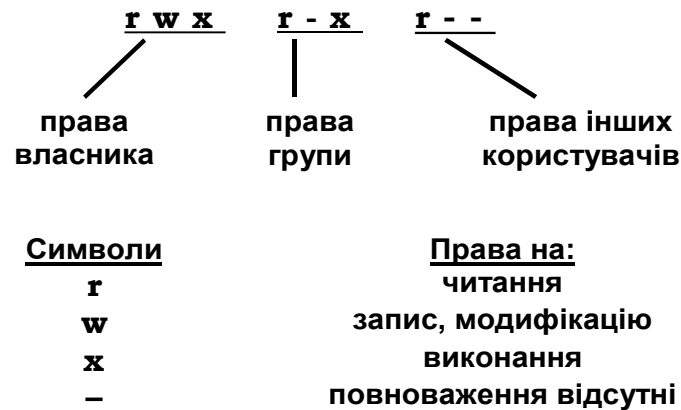 r w x r - x r - -
права права права інших
власника групи користувачів
Символи Права на:
r читання
w запис, модифікацію
x виконання
– повноваження відсутні